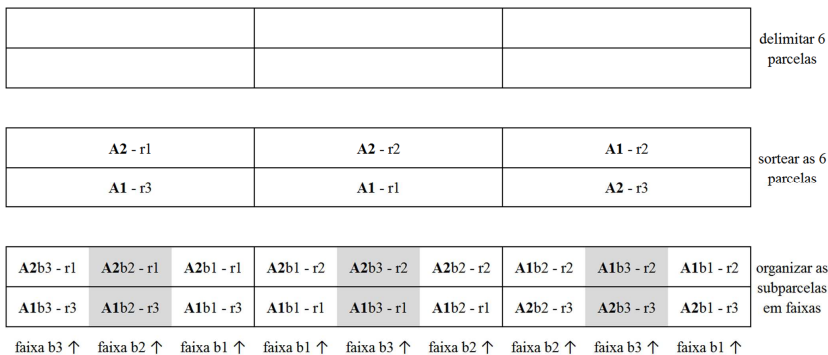 delimitar 6
parcelas
A2 - r1 A2 - r2 A1 - r2
A1 - r3 A1 - r1 A2 - r3
sortear as 6
parcelas
A2b3 - r1 A2b2 - r1 A2b1 - r1 A2b1 - r2 A2b3 - r2 A2b2 - r2 A1b2 - r2 A1b3 - r2 A1b1 - r2
A1b3 - r3 A1b2 - r3 A1b1 - r3 A1b1 - r1 A1b3 - r1 A1b2 - r1 A2b2 - r3 A2b3 - r3 A2b1 - r3
organizar as
subparcelas
em faixas
faixa b3 ↑ faixa b2 ↑ faixa b1 ↑ faixa b1 ↑ faixa b3 ↑ faixa b2 ↑ faixa b2 ↑ faixa b3 ↑ faixa b1 ↑